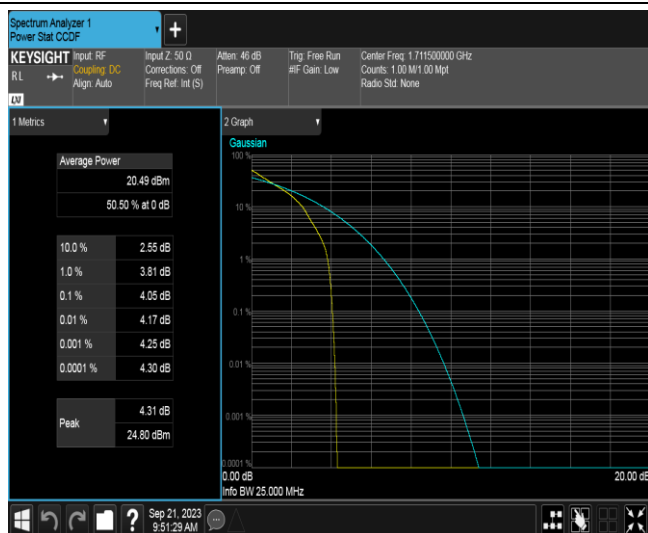 Spectrum Analyzer 1
Power Stat CCDF
+
KEYSIGHT
RL
LXI
Input: RF
Coupling: DC
Align: Auto
Input Z: 50 Ω
Corrections: Off
Freq Ref: Int (S)
Atten: 46 dB
Preamp: Off
Trig: Free Run
#IF Gain: Low
Center Freq: 1.711500000 GHz
Counts: 1.00 M/1.00 Mpt
Radio Std: None
1 Metrics
Average Power
20.49 dBm
50.50 % at 0 dB
10.0 % 2.55 dB
1.0 % 3.81 dB
0.1 % 4.05 dB
0.01 % 4.17 dB
0.001 % 4.25 dB
0.0001 % 4.30 dB
Peak
4.31 dB
24.80 dBm
2 Graph
Gaussian
100 %
10 %
1 %
0.1 %
0.01 %
0.001 %
0.0001 %
0.00 dB 20.00 dB
Info BW 25.000 MHz
?
Sep 21, 2023
9:51:29 AM